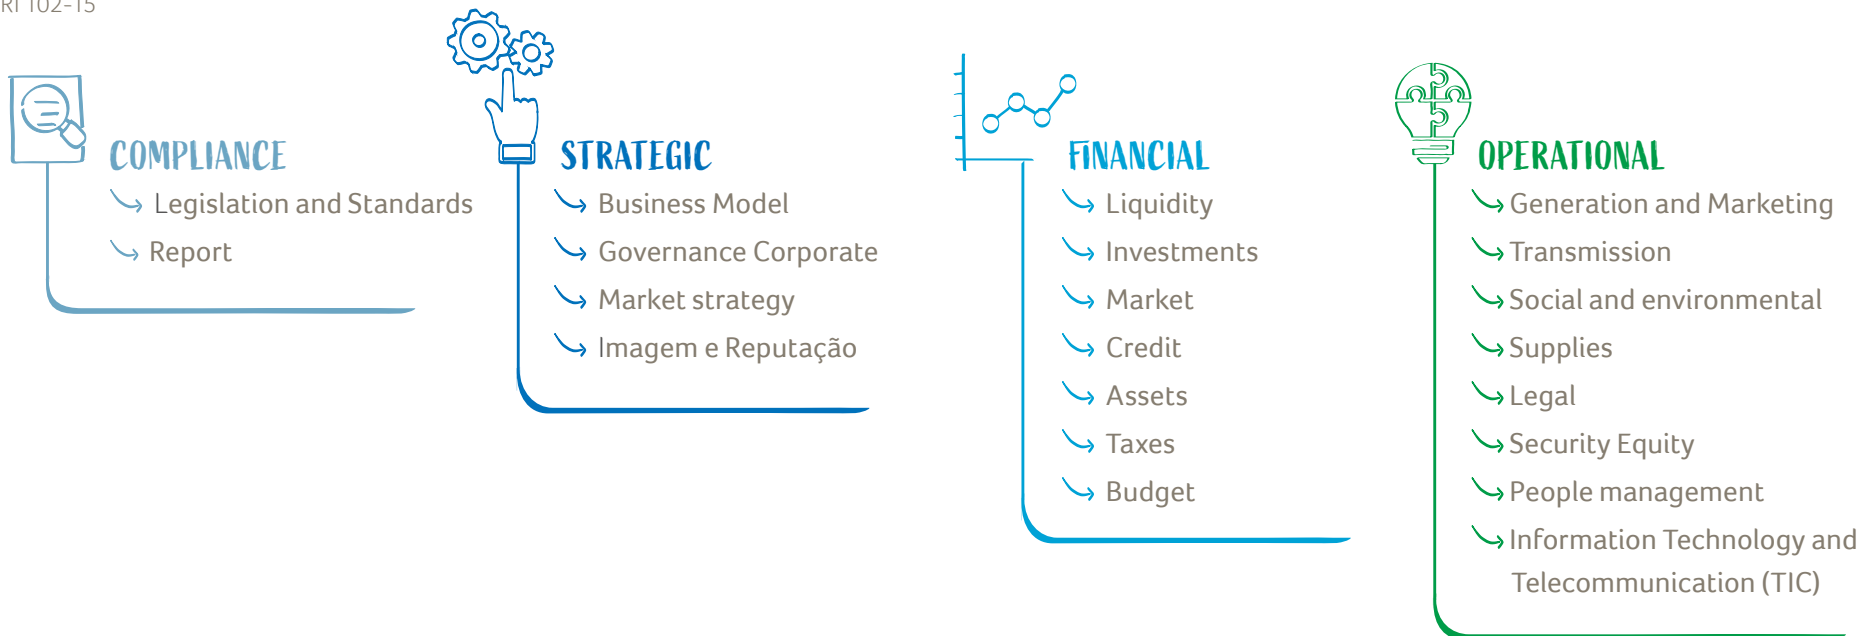 RI 102-15
COMPLIANCE
Legislation and Standards
Report
STRATEGIC
Business Model
Governance Corporate
Market strategy
Imagem e Reputação
FINANCIAL
Liquidity
Investments
Market
Credit
Assets
Taxes
Budget
OPERATIONAL
Generation and Marketing
Transmission
Social and environmental
Supplies
Legal
Security Equity
People management
Information Technology and
Telecommunication (TIC)